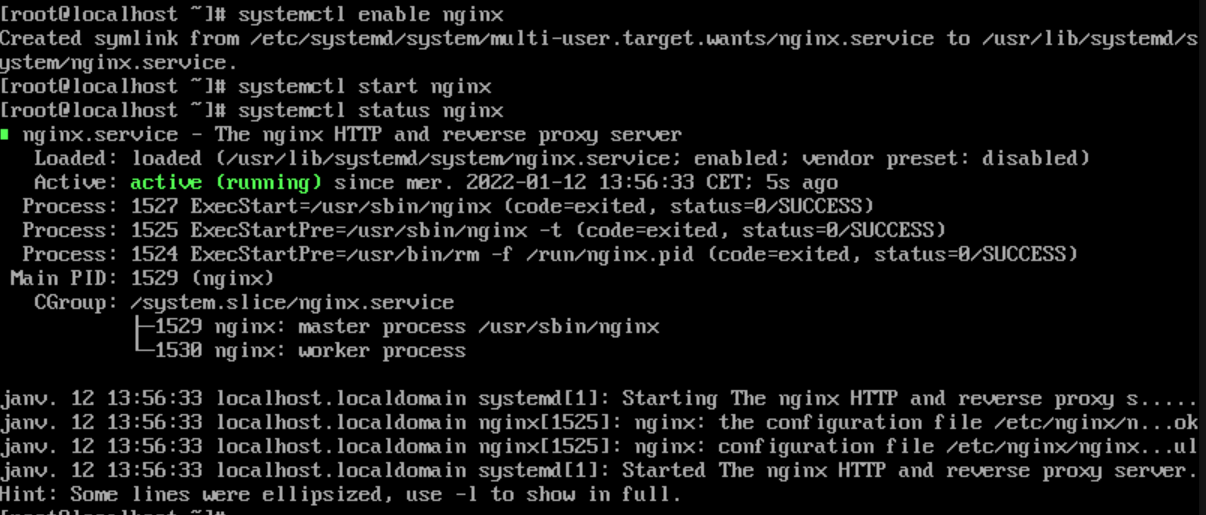 [root@localhost ~]# systemctl enable nginx
Created symlink from /etc/systemd/system/multi-user.target.wants/nginx.service to /usr/lib/systemd/s
ystem/nginx.service.
[root@localhost ~]# systemctl start nginx
[root@localhost ~]# systemctl status nginx
nginx.service - The nginx HTTP and reverse proxy server
Loaded: loaded (/usr/lib/systemd/system/nginx.service; enabled; vendor preset: disabled)
Active: active (running) since mer. 2022-01-12 13:56:33 CET; 5s ago
Process: 1527 ExecStart=/usr/sbin/nginx (code=exited, status=0/SUCCESS)
Process: 1525 ExecStartPre=/usr/sbin/nginx -t (code=exited, status=0/SUCCESS)
Process: 1524 ExecStartPre=/usr/bin/rm -f /run/nginx.pid (code=exited, status=0/SUCCESS)
Main PID: 1529 (nginx)
CGroup: /system.slice/nginx.service
├─1529 nginx: master process /usr/sbin/nginx
└─1530 nginx: worker process
janv. 12 13:56:33 localhost.localdomain systemd[1]: Starting The nginx HTTP and reverse proxy s.....
janv. 12 13:56:33 localhost.localdomain nginx[1525]: nginx: the configuration file /etc/nginx/n...ok
janv. 12 13:56:33 localhost.localdomain nginx[1525]: nginx: configuration file /etc/nginx/nginx...ul
janv. 12 13:56:33 localhost.localdomain systemd[1]: Started The nginx HTTP and reverse proxy server.
Hint: Some lines were ellipsized, use -l to show in full.
[root@localhost ~]#